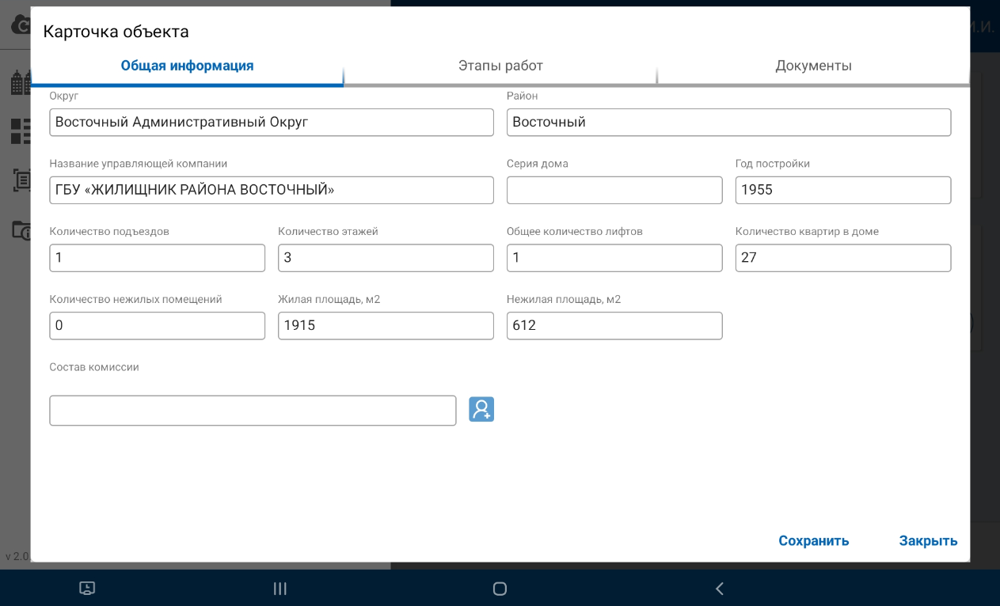 Карточка объекта
Общая информация
Этапы работ
Документы
Округ
Район
Восточный Административный Округ
Восточный
Название управляющей компании
Серия дома
Год постройки
ГБУ «ЖИЛИЩНИК РАЙОНА ВОСТОЧНЫЙ»
1955
Количество подъездов
Количество этажей
Общее количество лифтов
Количество квартир в доме
1
3
1
27
Количество нежилых помещений
Жилая площадь, м2
Нежилая площадь, м2
0
1915
612
Состав комиссии
Сохранить
Закрыть
v 2.0